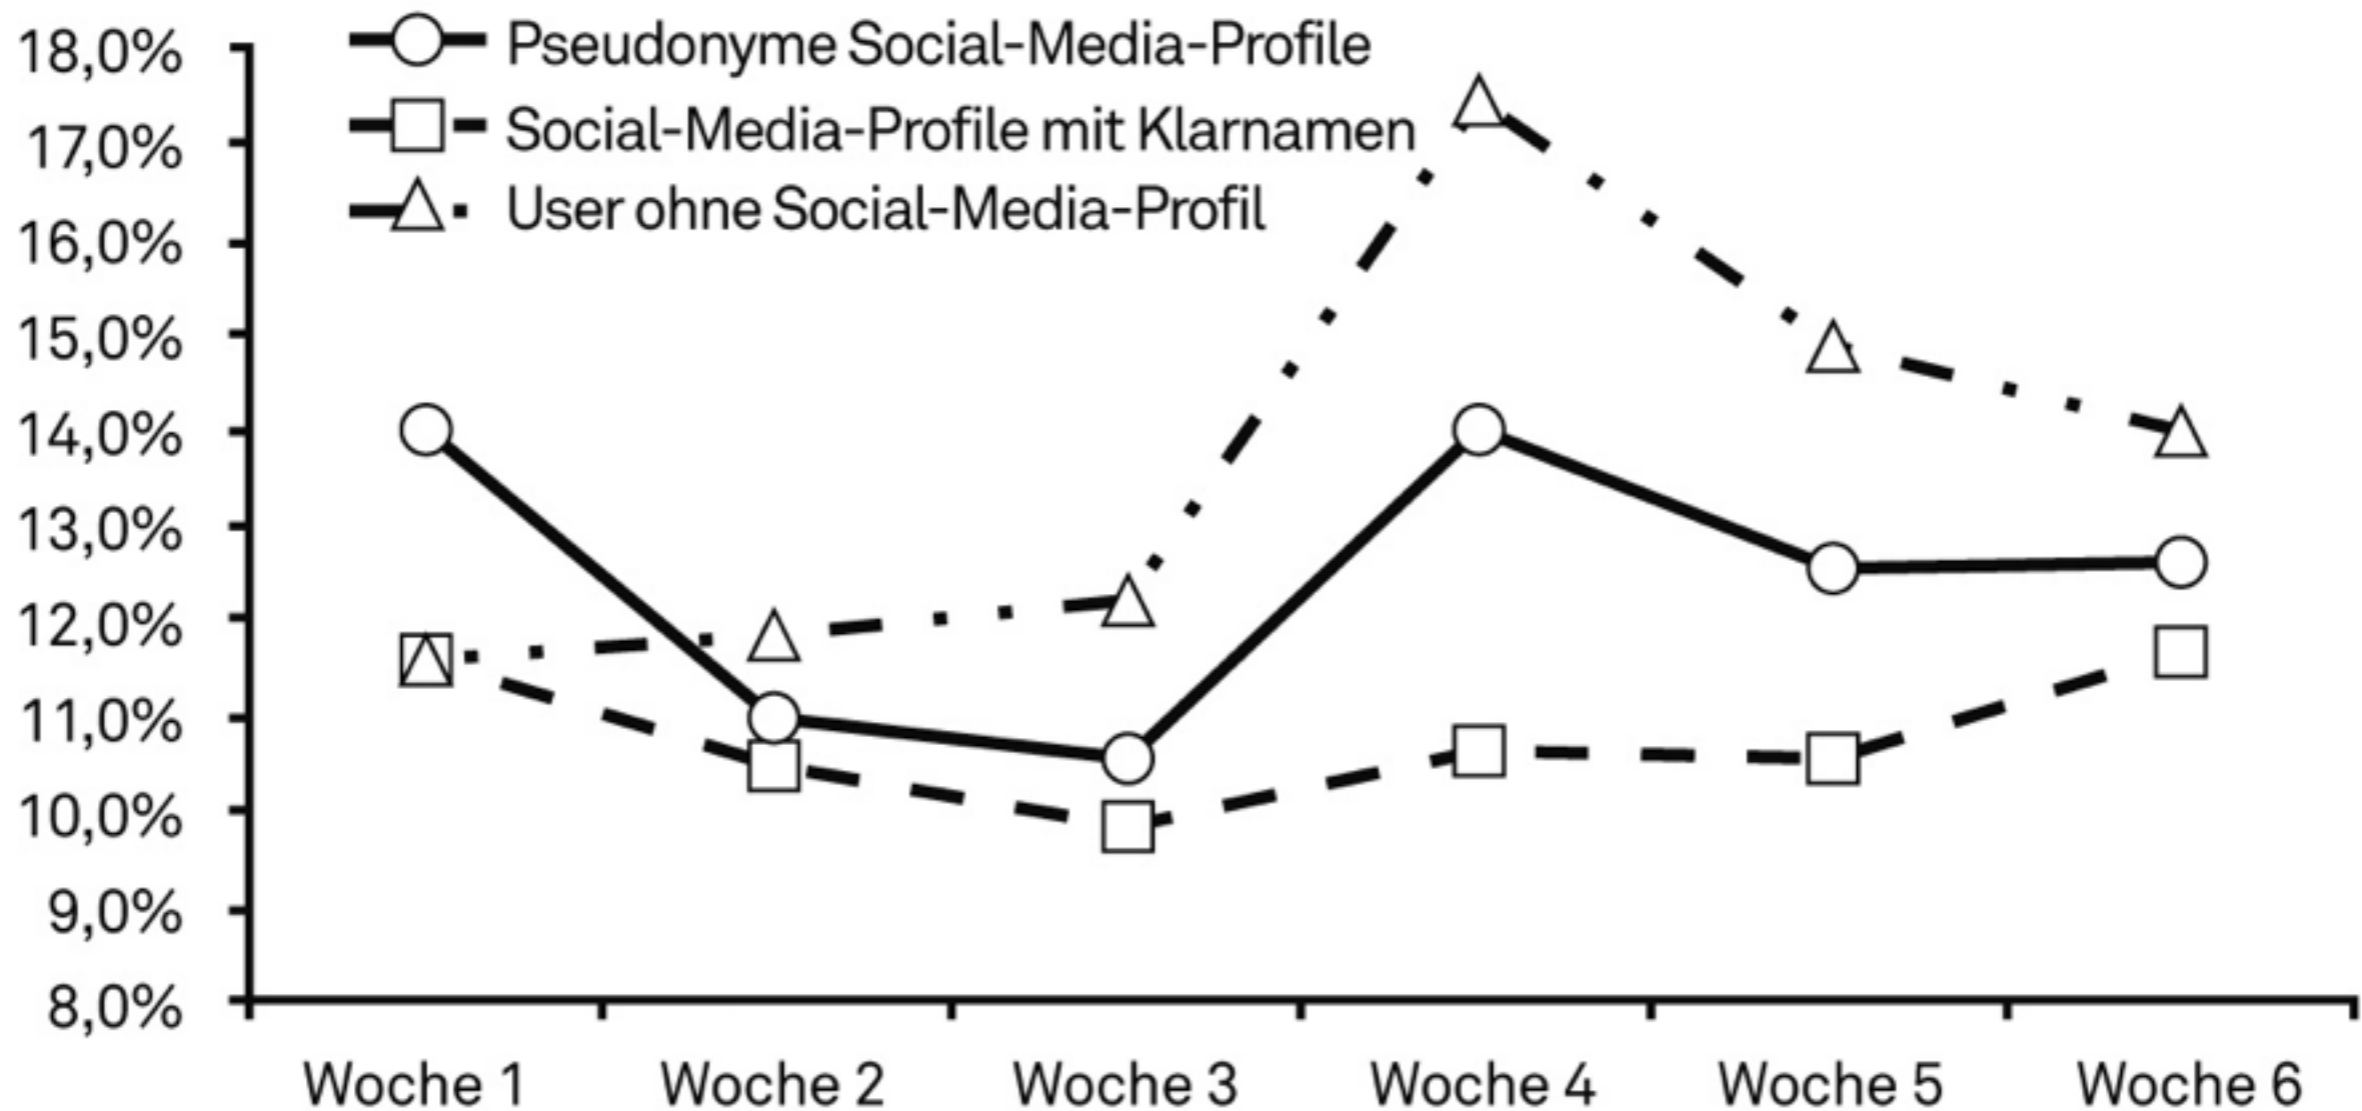 Pseudonyme Social-Media-Profile
Social-Media-Profile mit Klarnamen
User ohne Social-Media-Profil
18,0%
17,0%
16,0%
15,0%
14,0%
13,0%
12,0%
11,0%
10,0%
9,0%
8,0%
Woche 1 Woche 2 Woche 3 Woche 4 Woche 5 Woche 6